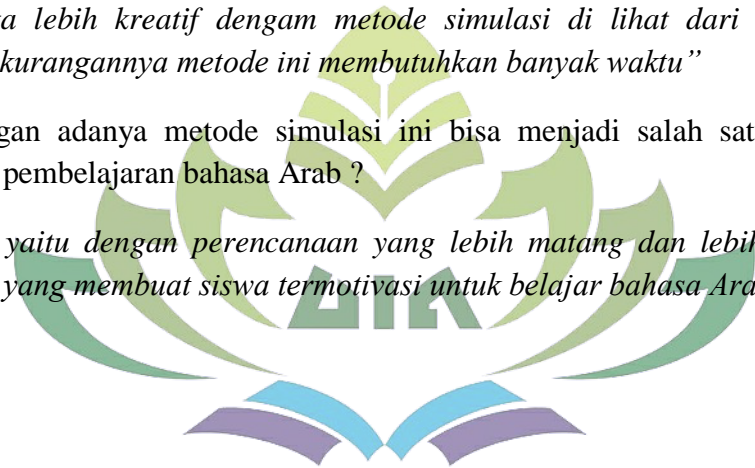 lebih kreatif dengam metode simulasi di lihat dari
kurangannya metode ini membutuhkan banyak waktu”
gan adanya metode simulasi ini bisa menjadi salah sat
pembelajaran bahasa Arab ?
yaitu dengan perencanaan yang lebih matang dan lebih
yang membuat siswa termotivasi untuk belajar bahasa Ara
UIN